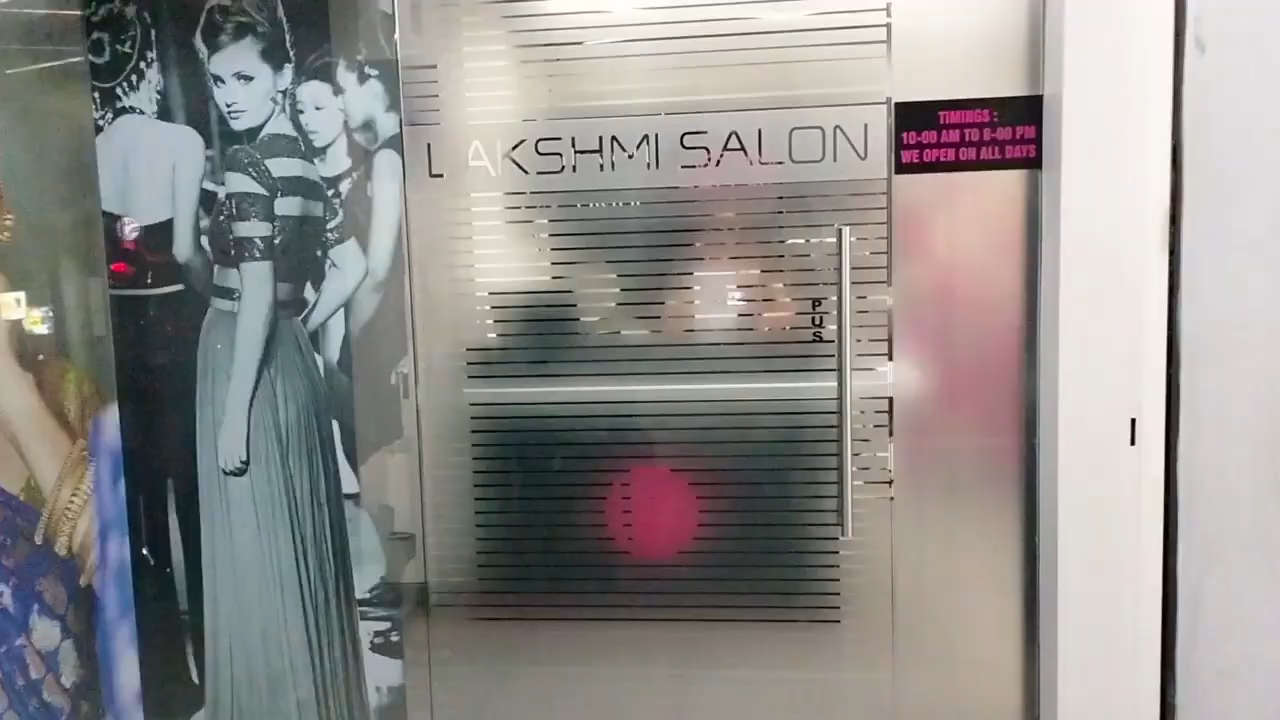 LAKSHMI SALON
TIMINGS :
10-00 AM TO 8-00 PM
WE OPEN ON ALL DAYS
PUS